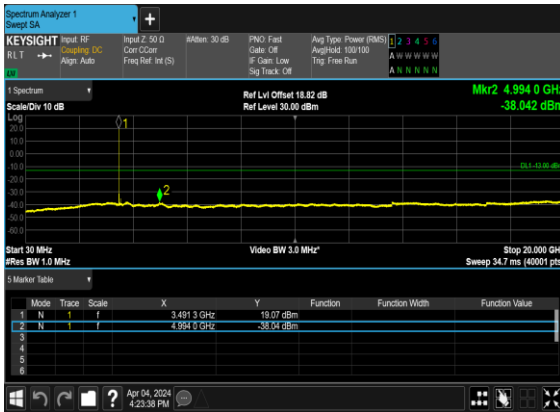 Spectrum Analyzer 1
Swept SA
+
KEYSIGHT Input: RF Input Z: 50 Ω #Atten: 30 dB PNO: Fast Avg Type: Power (RMS) 1 2 3 4 5 6
RLT Coupling: DC Corr CCorr Gate: Off Avg|Hold: 100/100 A W W W W W
Align: Auto Freq Ref: Int (S) IF Gain: Low Trig: Free Run
Sig Track: Off A N N N N N
LXI
1 Spectrum Ref Lvl Offset 18.82 dB Mkr2 4.994 0 GHz
Scale/Div 10 dB Ref Level 30.00 dBm -38.042 dBm
Log
20.0
10.0
0.00
-10.0
DL1 -13.00 dBm
-20.0
-30.0
-40.0
-50.0
-60.0
1
2
Start 30 MHz Video BW 3.0 MHz* Stop 20.000 GHz
#Res BW 1.0 MHz Sweep 34.7 ms (40001 pts)
5 Marker Table
Mode Trace Scale X Y Function Function Width Function Value
1 N 1 f 3.491 3 GHz 19.07 dBm
2 N 1 f 4.994 0 GHz -38.04 dBm
3
4
5
6
? Apr 04, 2024
4:23:38 PM